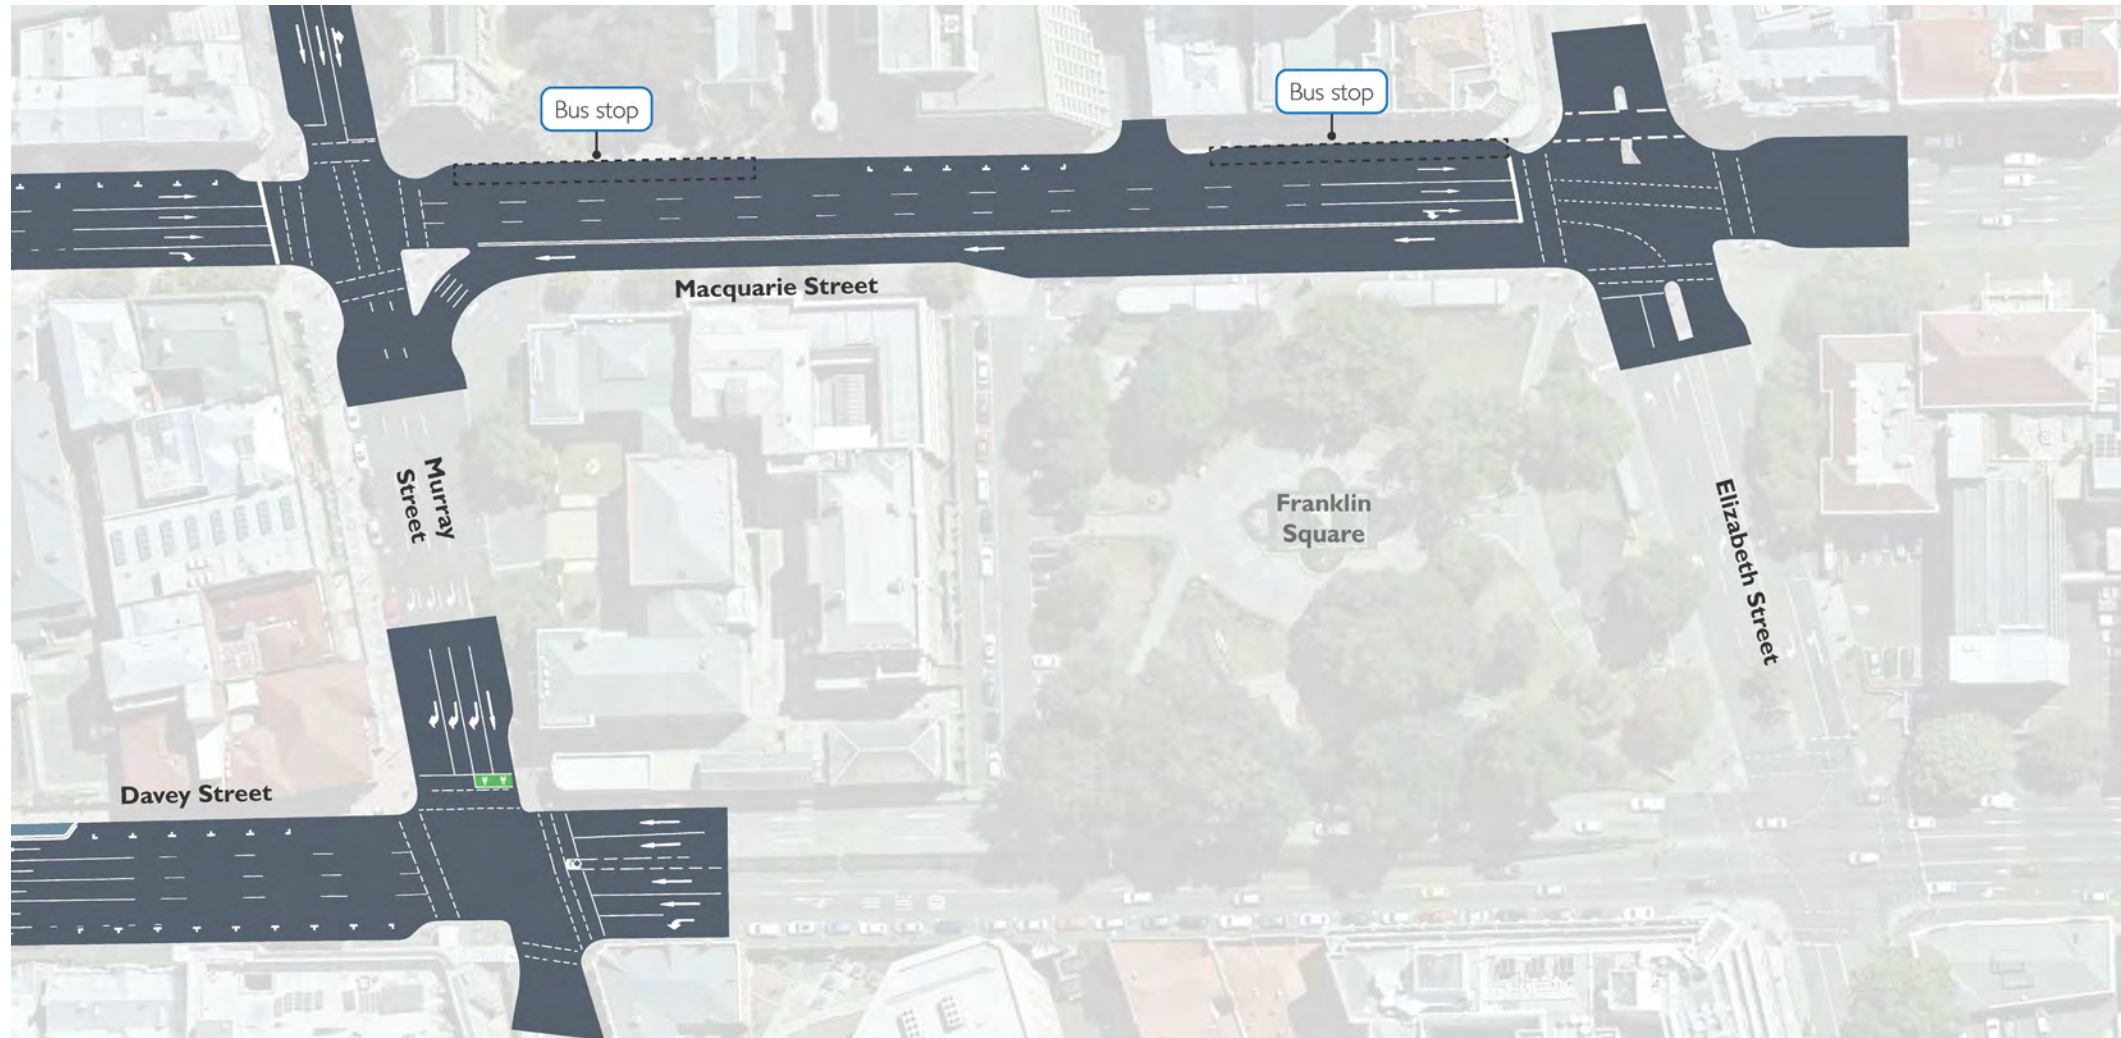 Bus stop
Bus stop
Macquarie Street
Murray
Street
Franklin
Square
Elizabeth Street
Davey Street